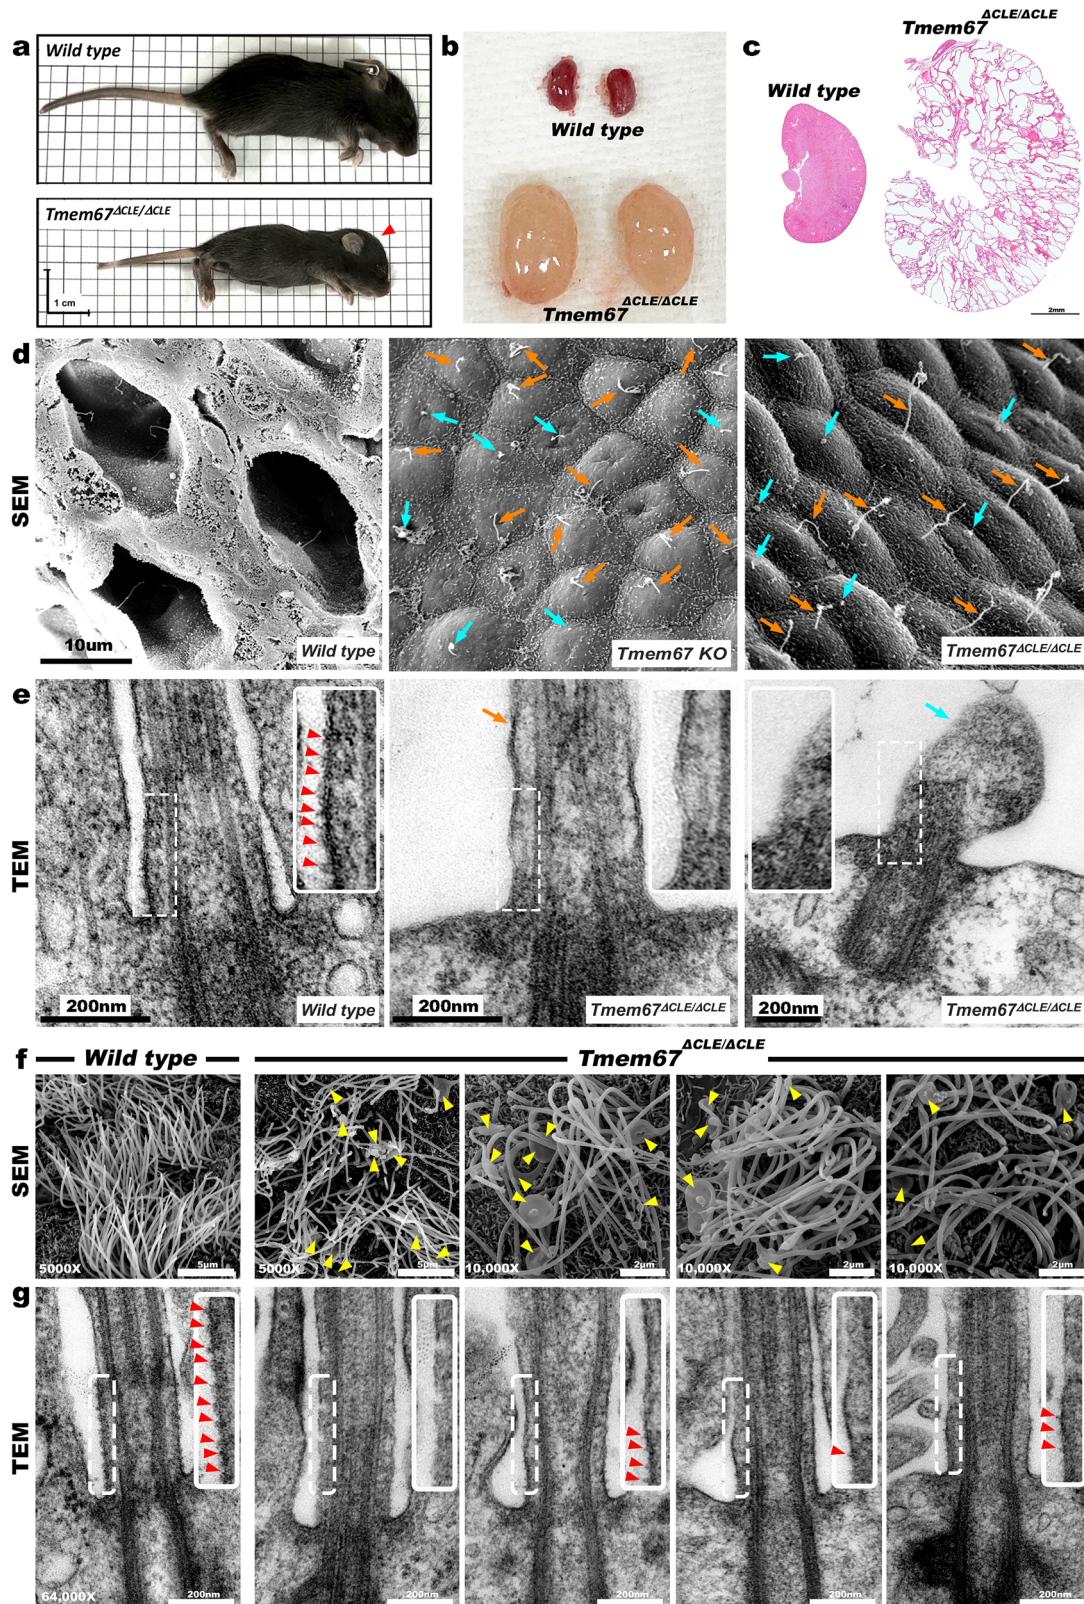 a
Wild type
Tmem67ΔCLE/ΔCLE
1 cm
b
Wild type
Tmem67ΔCLE/ΔCLE
c
Tmem67ΔCLE/ΔCLE
Wild type
2mm
d
SEM
10um
Wild type
Tmem67 KO
Tmem67ΔCLE/ΔCLE
e
TEM
200nm
Wild type
200nm
Tmem67ΔCLE/ΔCLE
200nm
Tmem67ΔCLE/ΔCLE
f
Wild type
Tmem67ΔCLE/ΔCLE
SEM
5000X
5µm
5000X
5µm
10,000X
2µm
10,000X
2µm
10,000X
2µm
g
TEM
64,000X
200nm
200nm
200nm
200nm
200nm